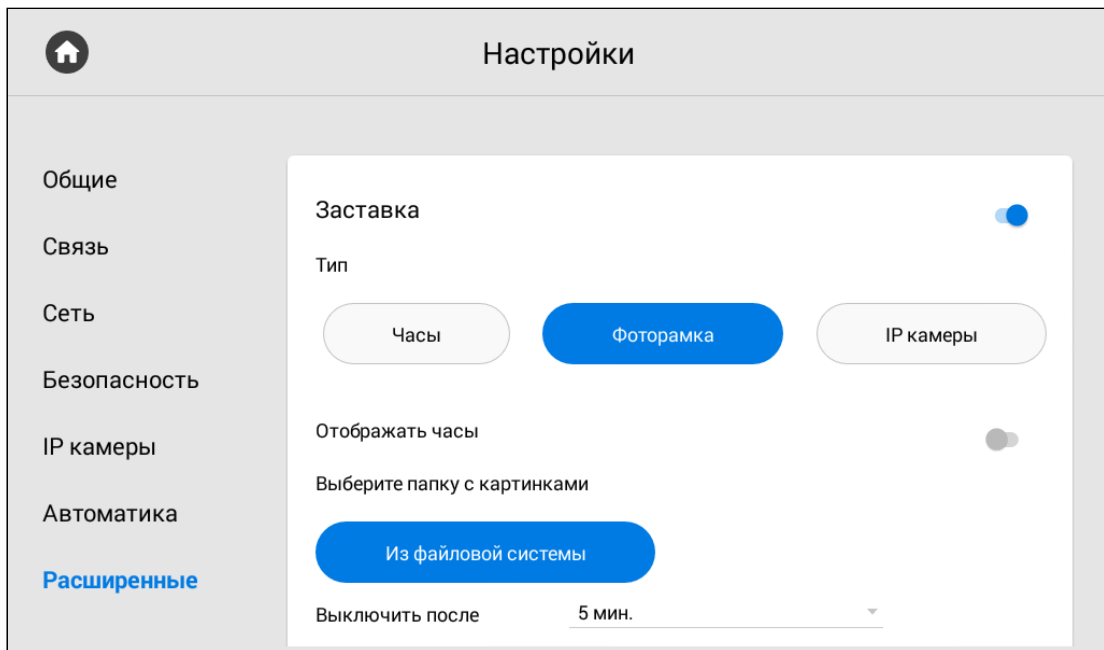 Настройки
Общие
Связь
Сеть
Безопасность
IP камеры
Автоматика
Расширенные
Заставка
Тип
Часы
Фоторамка
IP камеры
Отображать часы
Выберите папку с картинками
Из файловой системы
Выключить после 5 мин.